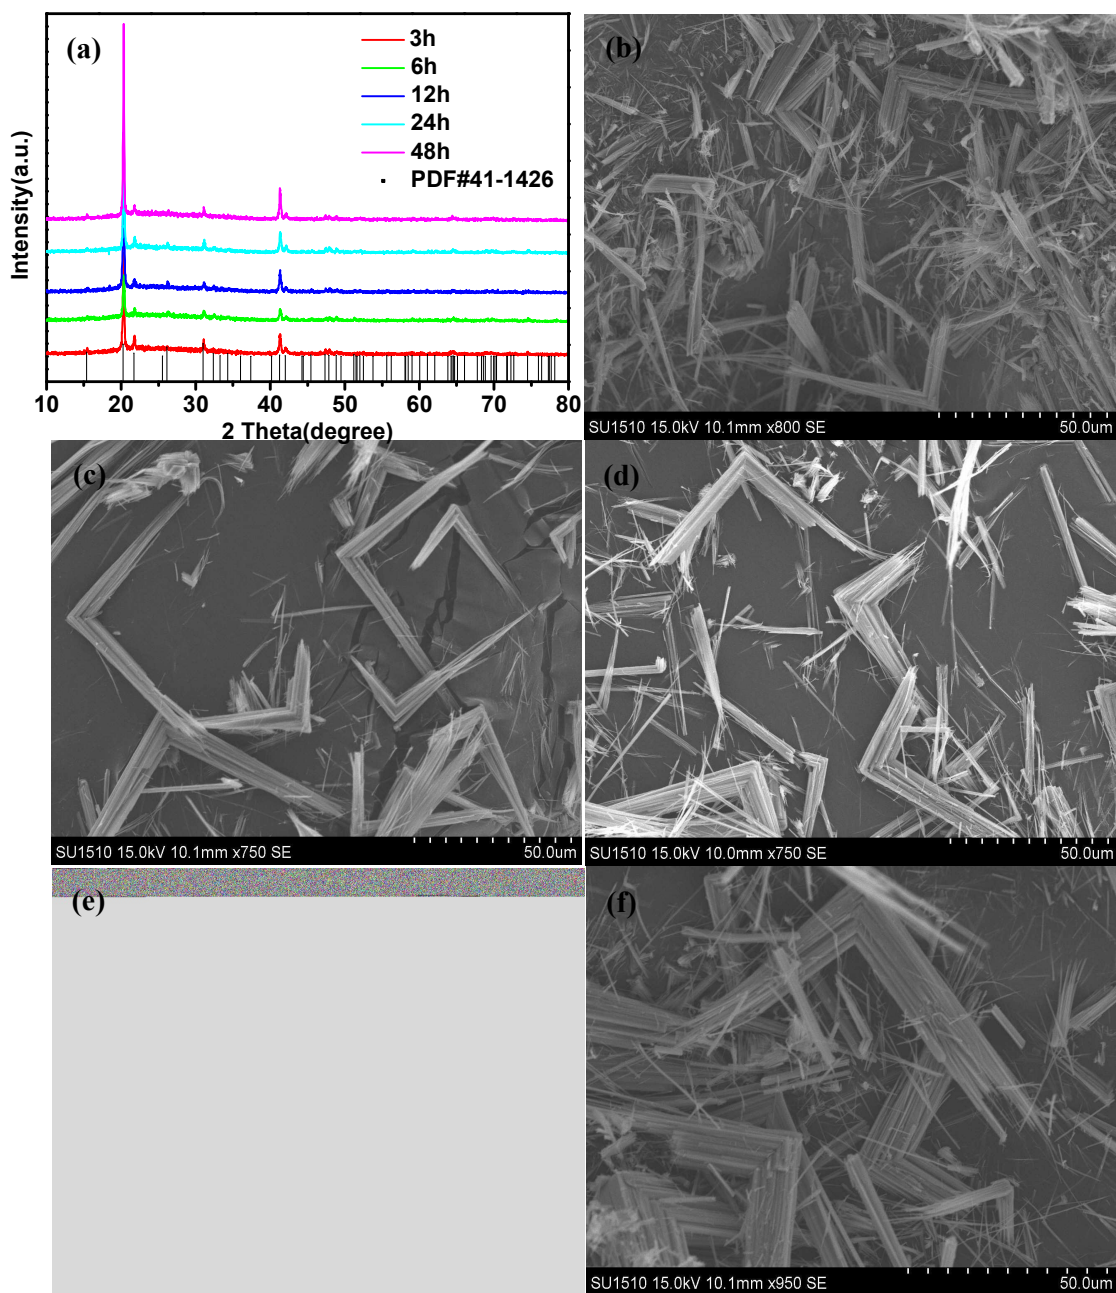 (a)
3h
6h
12h
24h
48h
PDF#41-1426
Intensity(a.u.)
10 20 30 40 50 60 70 80
2 Theta(degree)
(b)
SU1510 15.0kV 10.1mm x800 SE 50.0um
(c)
SU1510 15.0kV 10.1mm x750 SE 50.0um
(d)
SU1510 15.0kV 10.0mm x750 SE 50.0um
(e)
(f)
SU1510 15.0kV 10.1mm x950 SE 50.0um